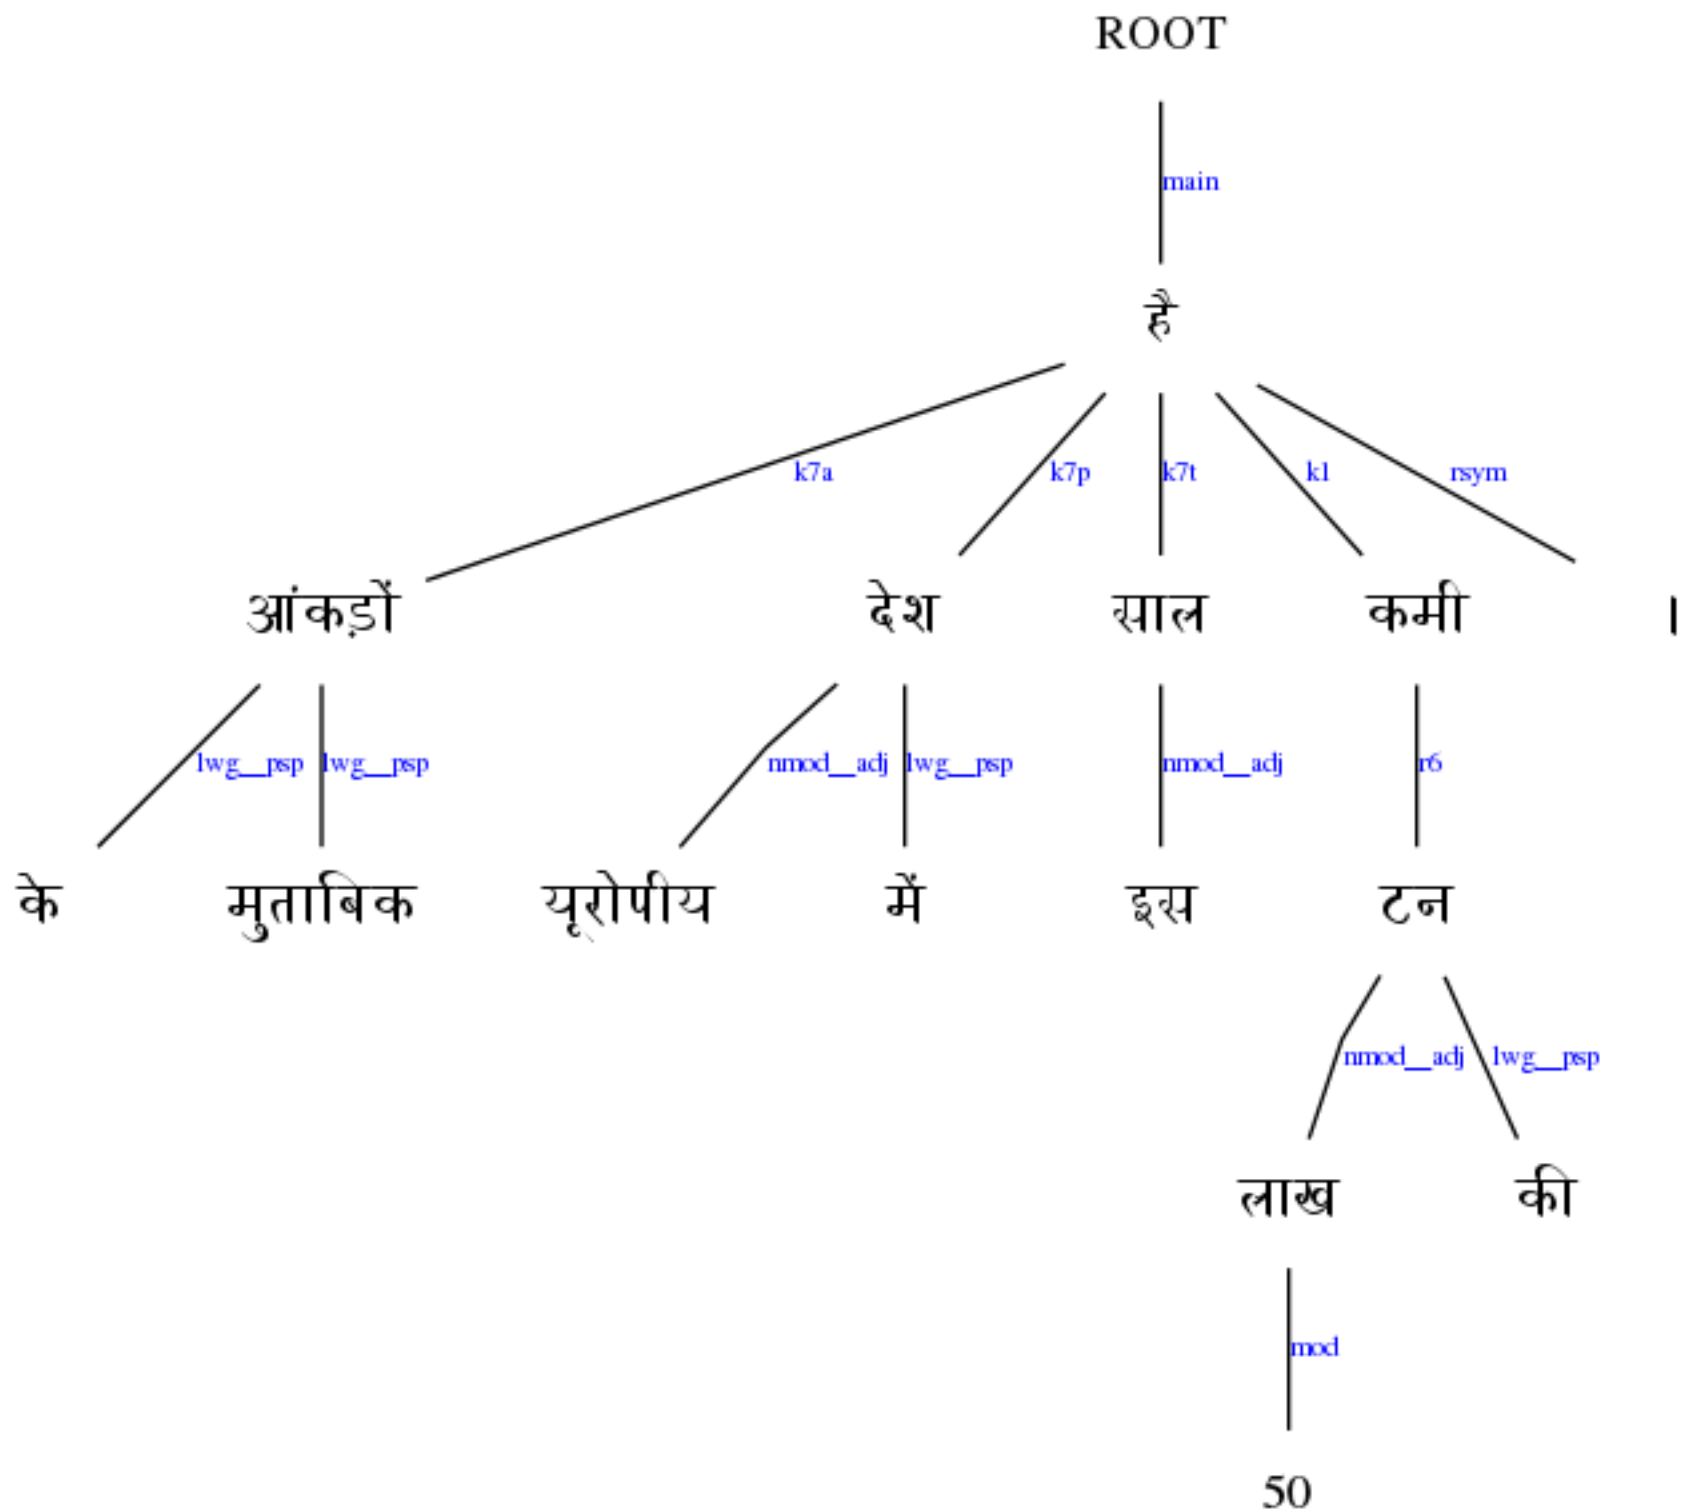 ROOT
main
है
k7a k7p k7t k1 rsym
आंकड़ों देश साल कमी ।
lwg__psp lwg__psp nmod__adj lwg__psp nmod__adj r6
के मुताबिक यूरोपीय में इस टन
nmod__adj lwg__psp
लाख की
mod
50